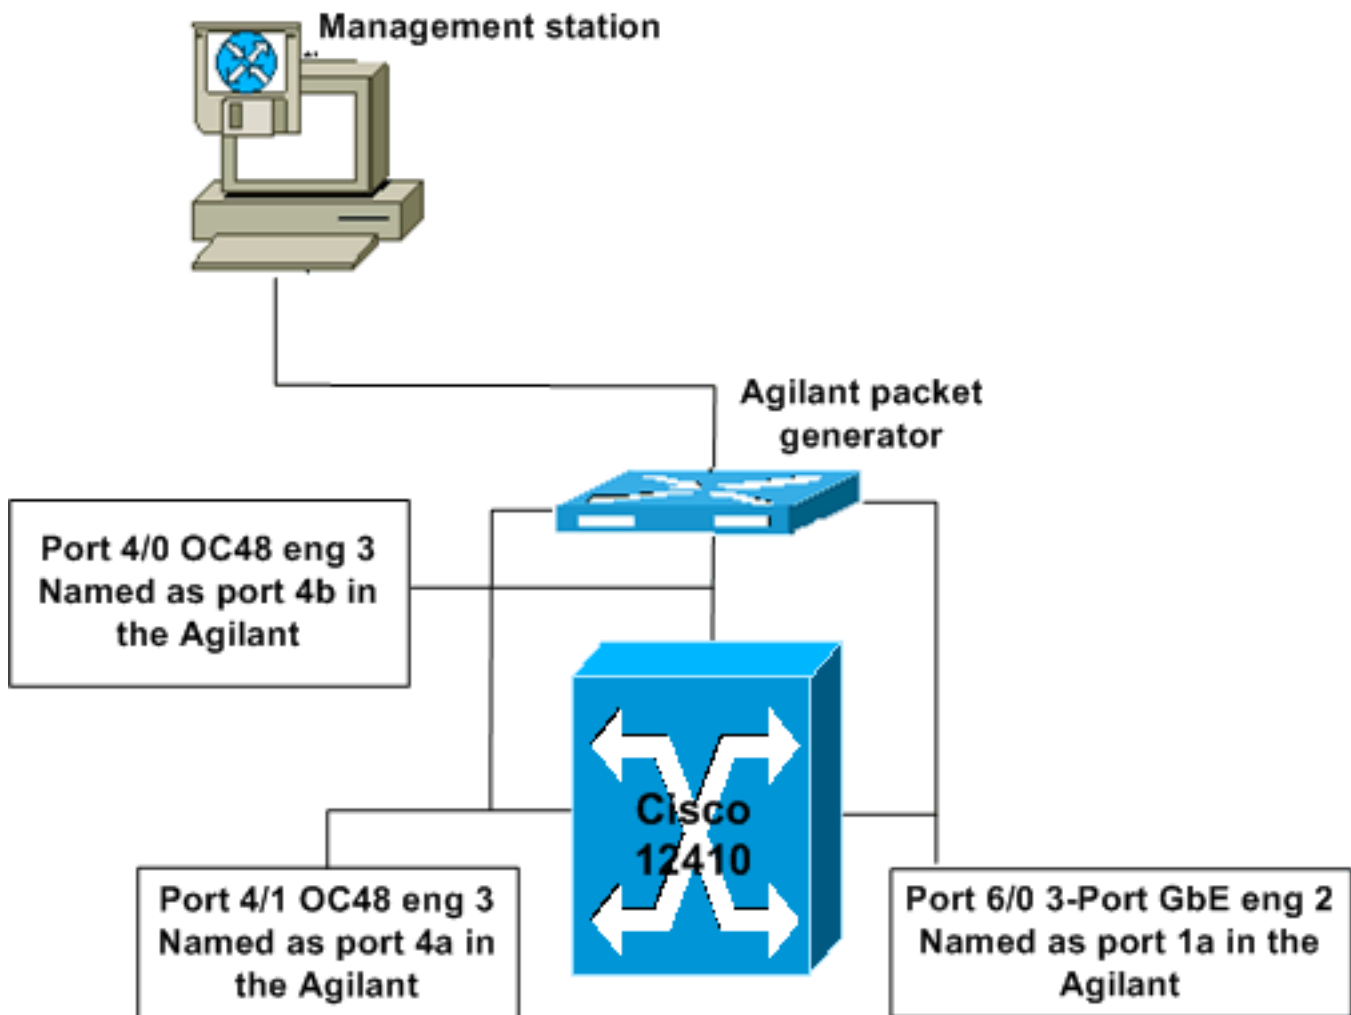 Management station
Agilant packet
generator
Port 4/0 OC48 eng 3
Named as port 4b in
the Agilant
Cisco
12410
Port 4/1 OC48 eng 3
Named as port 4a in
the Agilant
Port 6/0 3-Port GbE eng 2
Named as port 1a in the
Agilant